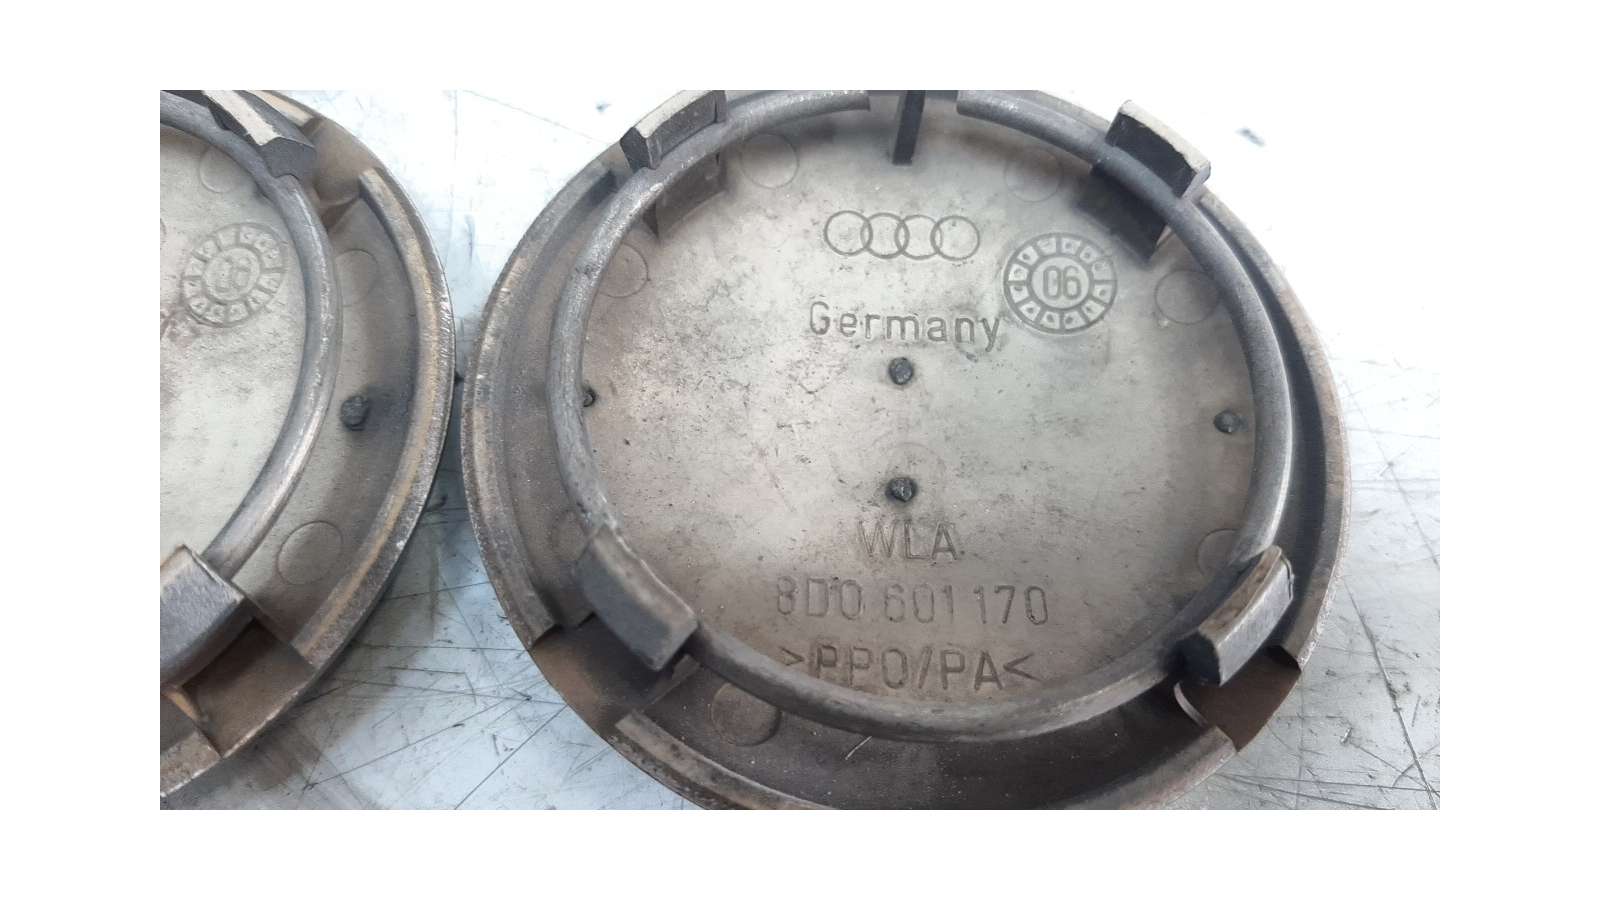 Germany
06
WLA
8D0 601 170
>PPO/PA<